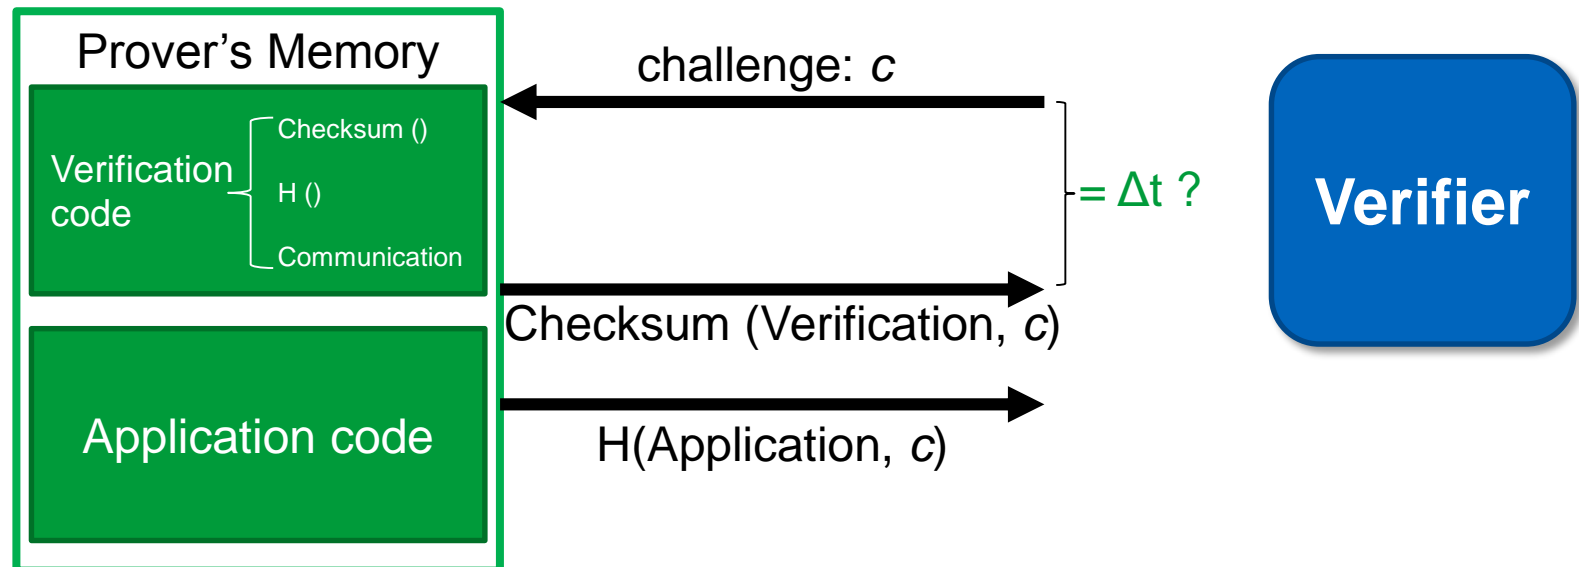 Prover’s Memory
challenge: c
Verification
code
Checksum ()
H ()
Communication
= Δt ?
Verifier
Checksum (Verification, c)
Application code
H(Application, c)